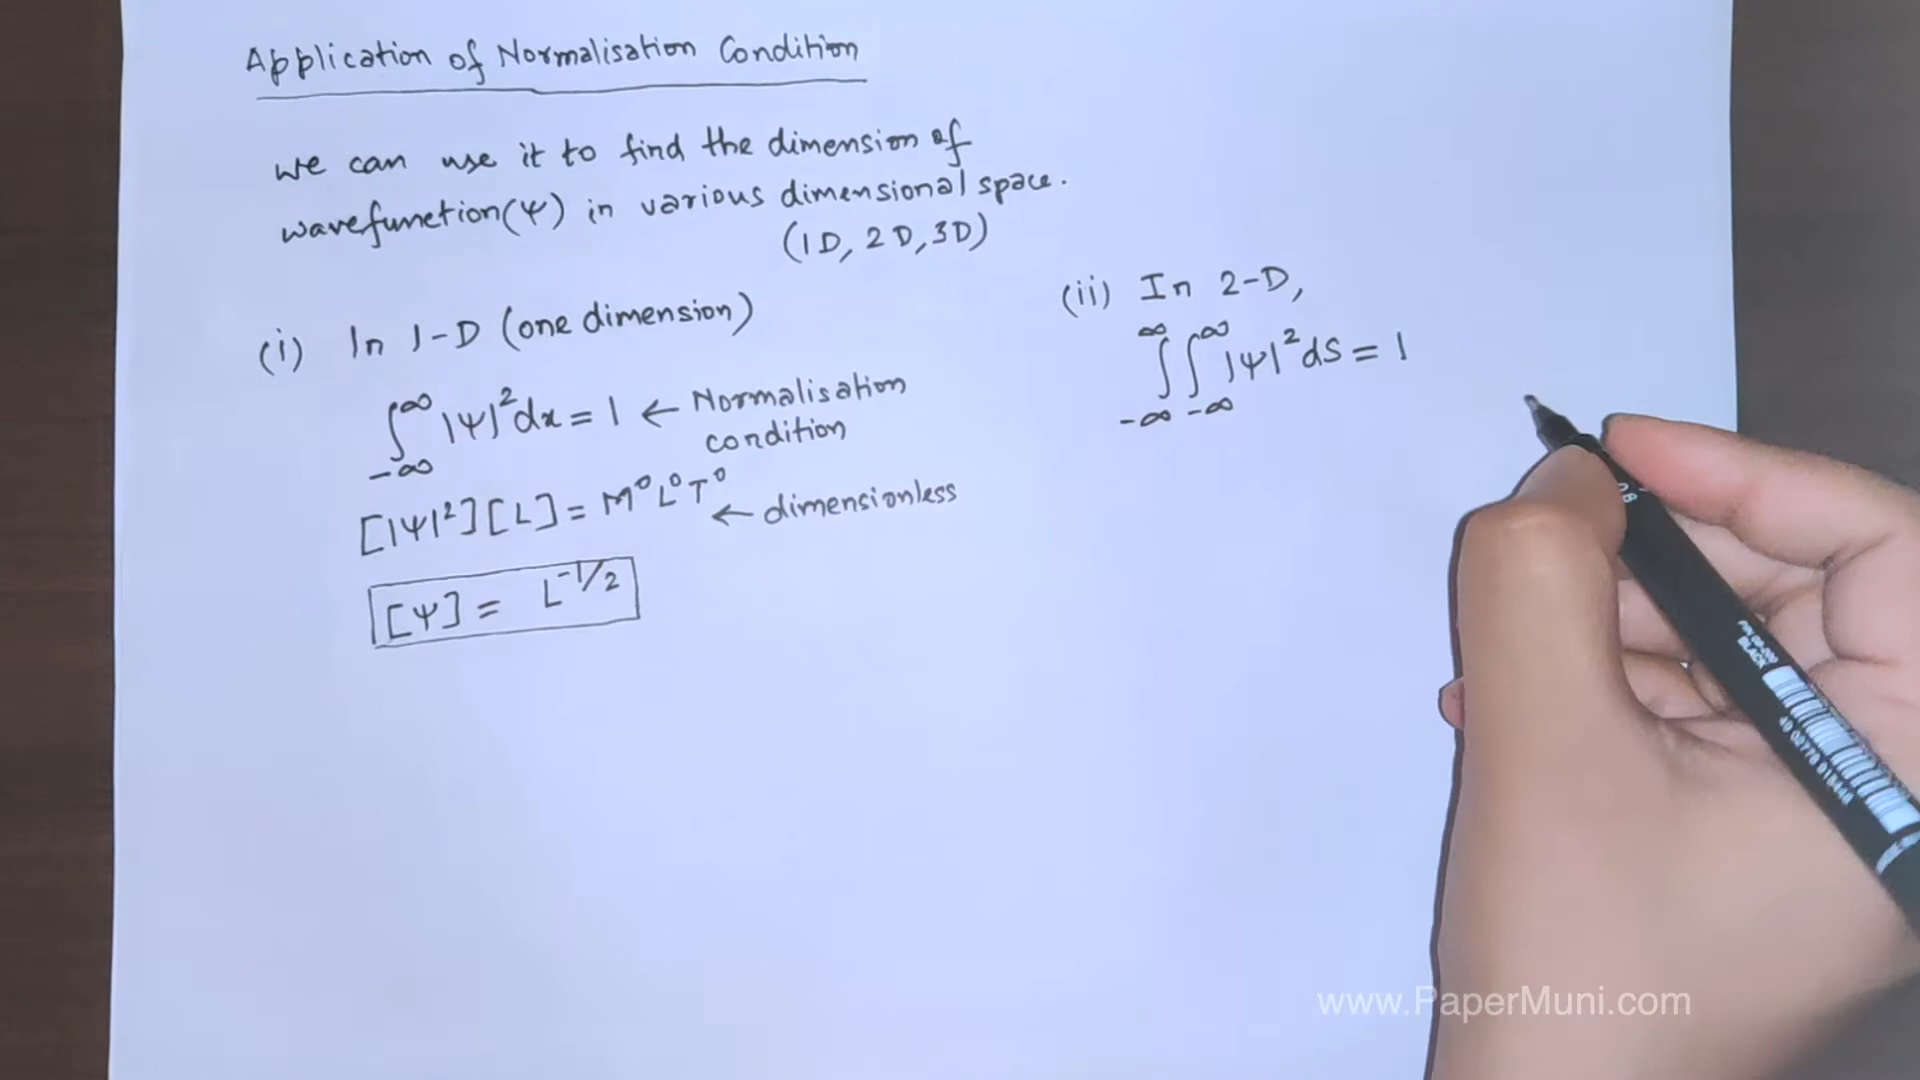 Application of Normalisation Condition
We can use it to find the dimension of
wavefunction(Ψ) in various dimensional space.
(1D, 2D, 3D)
(i) In 1-D (one dimension)
∫_{-∞}^{∞} |Ψ|² dx = 1 ← Normalisation
condition
[|Ψ|²][L] = M⁰L⁰T⁰ ← dimensionless
[Ψ] = L^{-1/2}
(ii) In 2-D,
∫_{-∞}^{∞} ∫_{-∞}^{∞} |Ψ|² dS = 1
www.PaperMuni.com